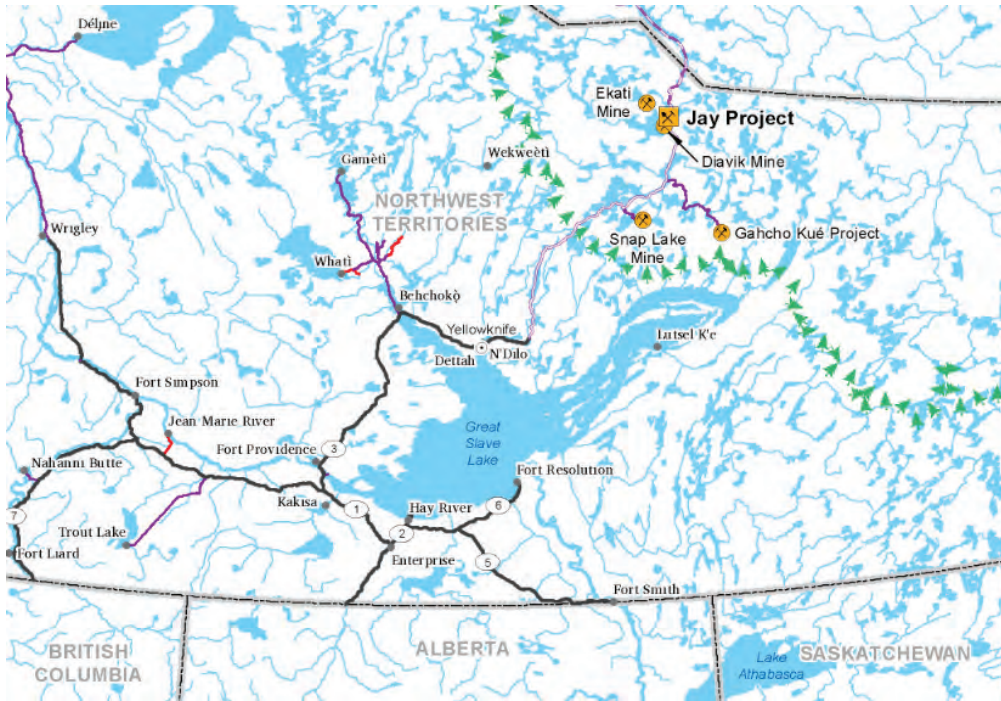 Déljne
Ekati
Mine
Jay Project
Diavik Mine
Wekweètì
Gamètì
NORTHWEST
TERRITORIES
Wrigley
Whatì
Snap Lake
Mine
Gahcho Kué Project
Behchokǫ̀
Yellowknife
Dettah
N'Dilo
Lutsel K'e
Fort Simpson
Jean Marie River
Great
Slave
Lake
Fort Providence
3
Nahanni Butte
Fort Resolution
Kakisa
1
Hay River
6
7
Trout Lake
2
Fort Liard
Enterprise
5
Fort Smith
BRITISH
COLUMBIA
ALBERTA
Lake
Athabasca
SASKATCHEWAN